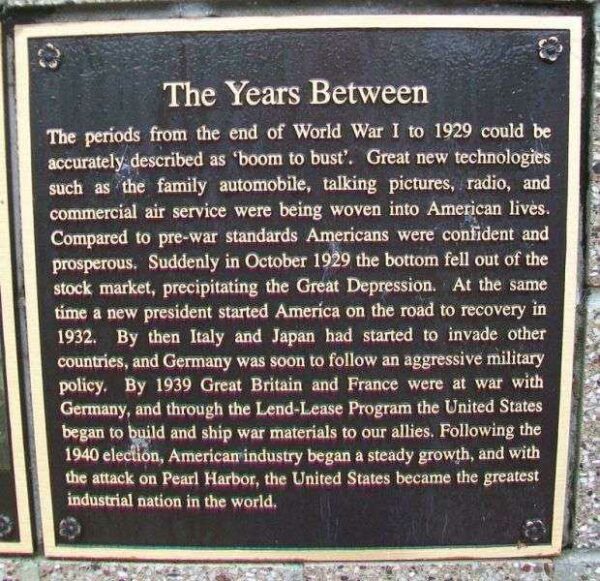 The Years Between
The periods from the end of World War I to 1929 could be
accurately described as 'boom to bust'. Great new technologies
such as the family automobile, talking pictures, radio, and
commercial air service were being woven into American lives.
Compared to pre-war standards Americans were confident and
prosperous. Suddenly in October 1929 the bottom fell out of the
stock market, precipitating the Great Depression. At the same
time a new president started America on the road to recovery in
1932. By then Italy and Japan had started to invade other
countries, and Germany was soon to follow an aggressive military
policy. By 1939 Great Britain and France were at war with
Germany, and through the Lend-Lease Program the United States
began to build and ship war materials to our allies. Following the
1940 election, American industry began a steady growth, and with
the attack on Pearl Harbor, the United States became the greatest
industrial nation in the world.